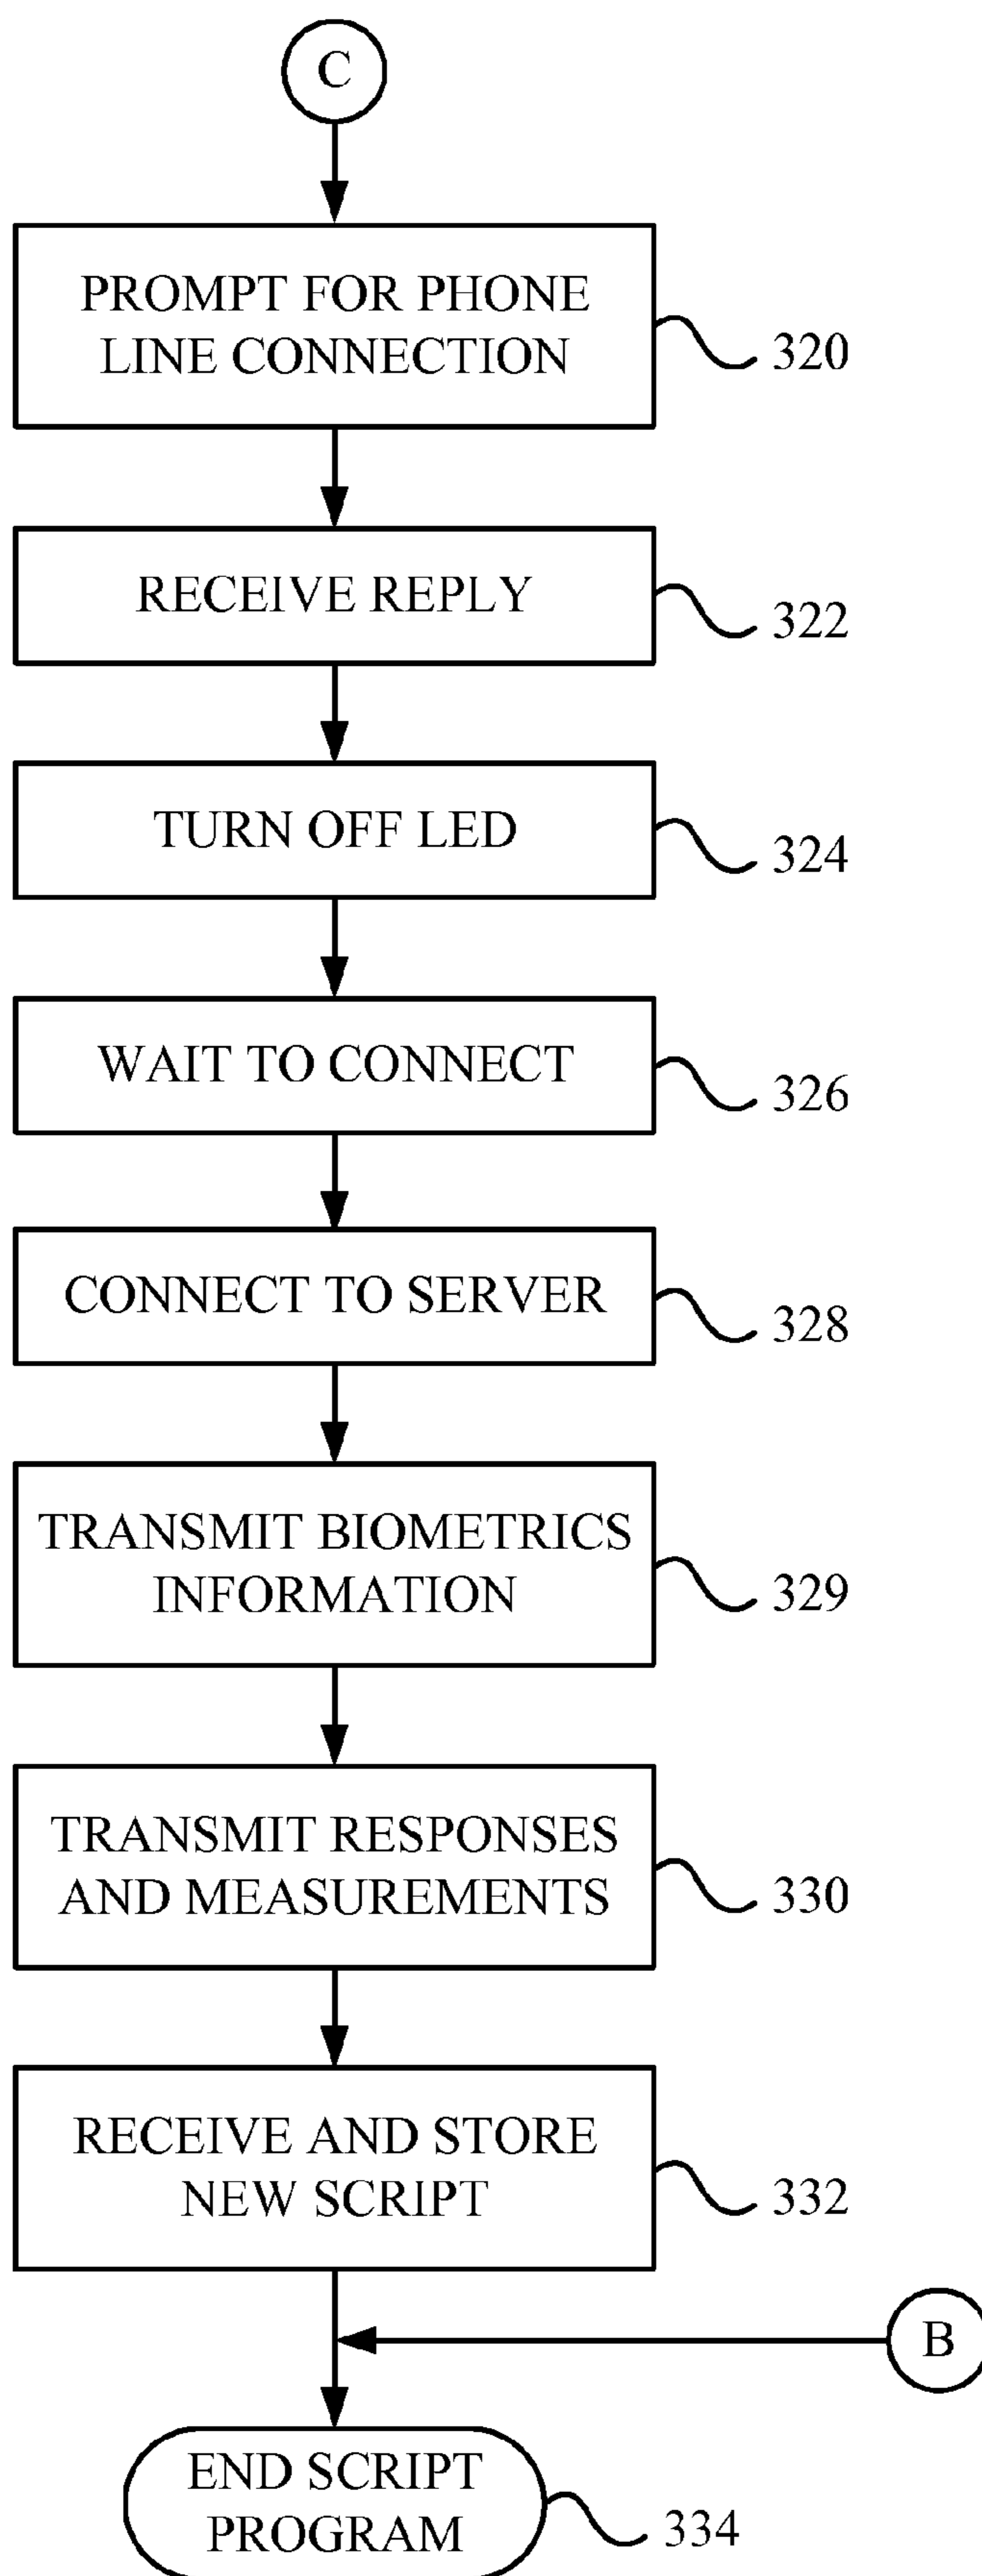 C
PROMPT FOR PHONE
LINE CONNECTION
320
RECEIVE REPLY
322
TURN OFF LED
324
WAIT TO CONNECT
326
CONNECT TO SERVER
328
TRANSMIT BIOMETRICS
INFORMATION
329
TRANSMIT RESPONSES
AND MEASUREMENTS
330
RECEIVE AND STORE
NEW SCRIPT
332
B
END SCRIPT
PROGRAM
334